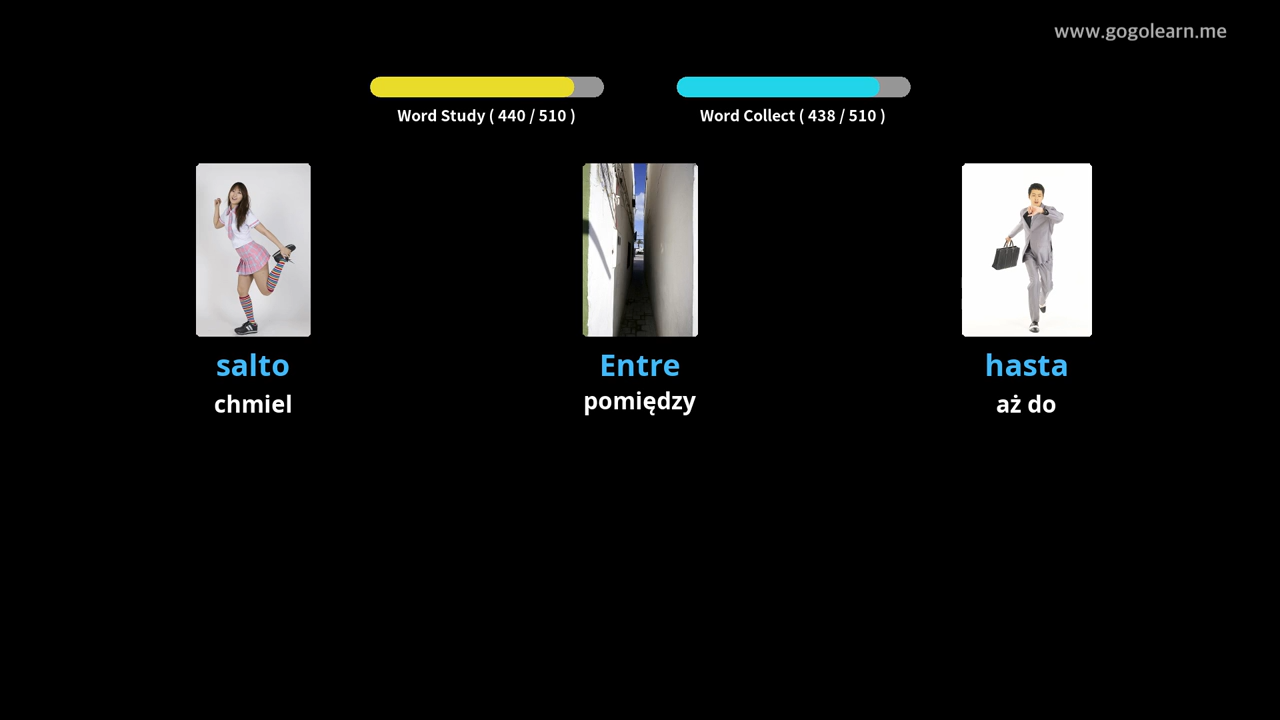 www.gogolearn.me
Word Study ( 440 / 510 )
Word Collect ( 438 / 510 )
salto
Entre
hasta
chmiel
pomiędzy
aż do